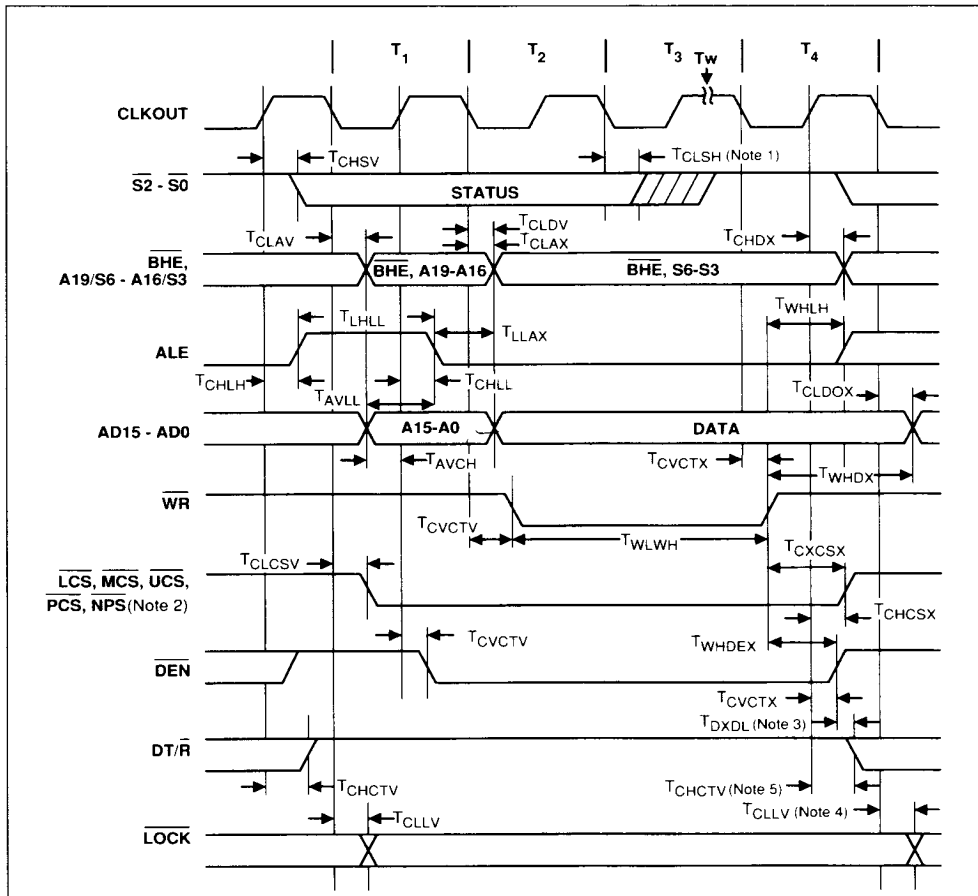 T1 T2 T3 T4
TW
CLKOUT
TCHSV TCLSH (Note 1)
S2 - S0 STATUS
TCLDV
TCLAV TCLAX TCHDX
BHE,
A19/S6 - A16/S3 BHE, A19-A16 BHE, S6-S3
TLHLL TWHLH
TLLAX
ALE
TCHLH TCHLL TCLDOX
TAVLL
AD15 - AD0 A15-A0 DATA
TAVCH TCVCTX TWHDX
WR
TCVCTV TWLWH
TCLCSV TCXCSX
LCS, MCS, UCS,
PCS, NPS (Note 2) TCHCSX
TCVCTV TWHDEX
DEN
TCVCTX
TDXDL (Note 3)
DT/R
TCHCTV TCHCTV (Note 5)
TCLLV TCLLV (Note 4)
LOCK